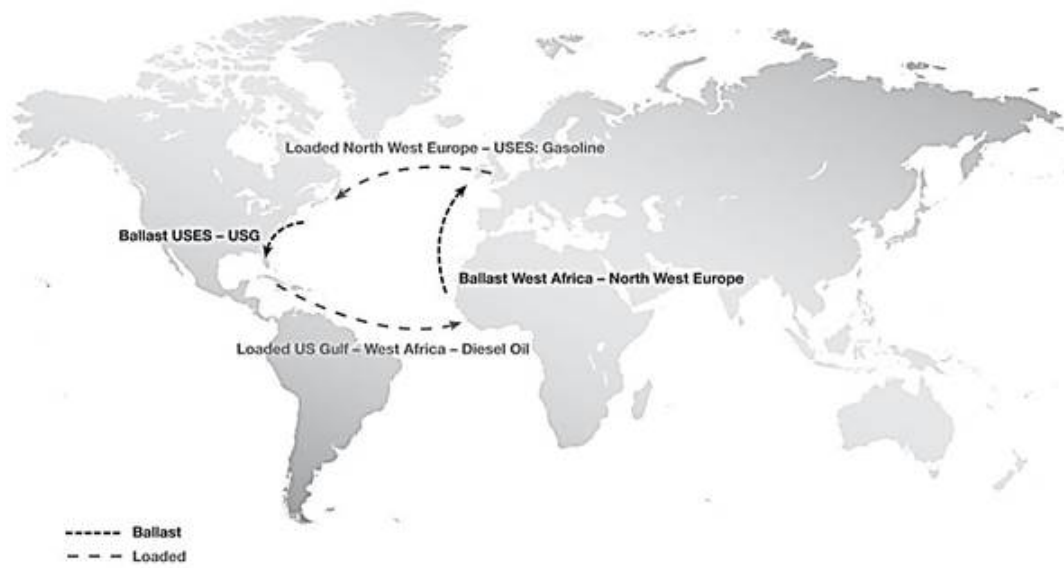 Loaded North West Europe – USES: Gasoline
Ballast USES – USG
Ballast West Africa – North West Europe
Loaded US Gulf – West Africa – Diesel Oil
Ballast
Loaded